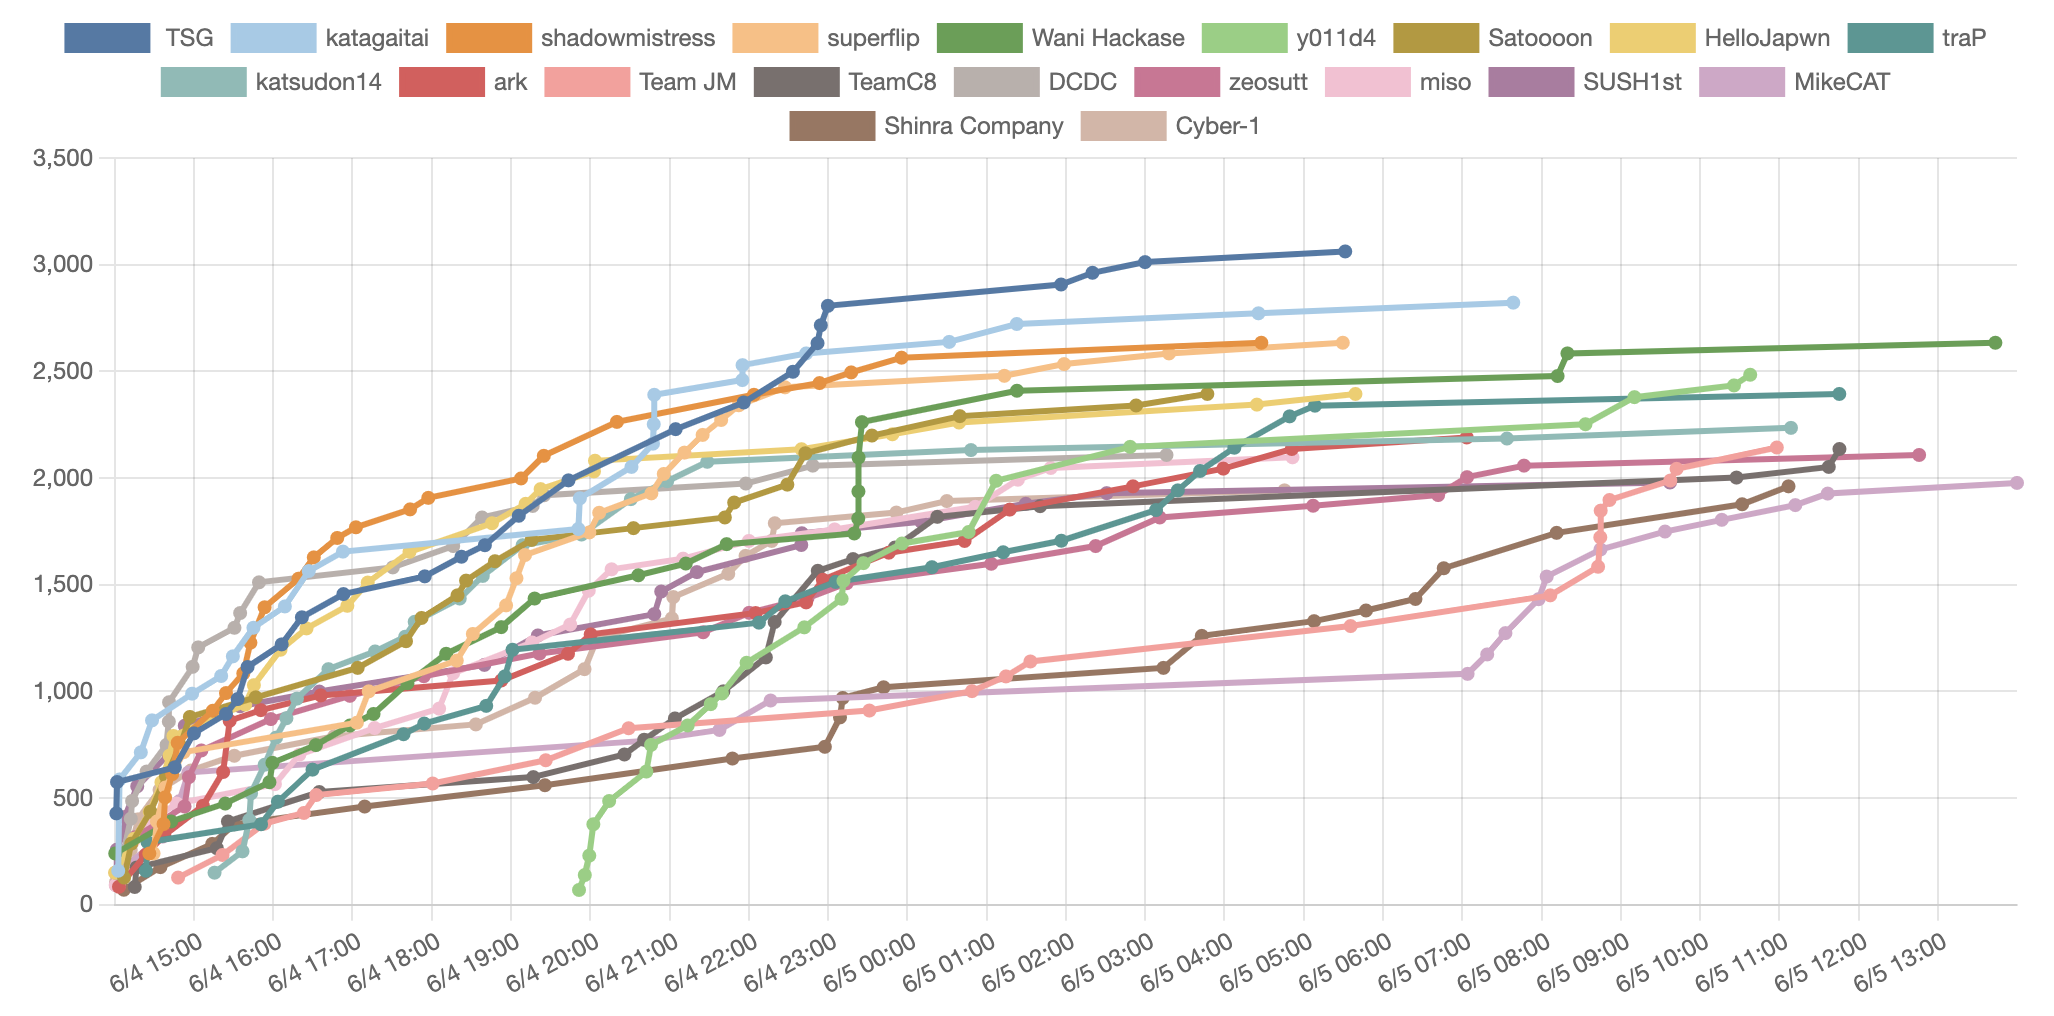 TSG katagaitai shadowmistress superflip Wani Hackase y011d4 Satoooon HelloJapwn traP
katsudon14 ark Team JM TeamC8 DCDC zeosutt miso SUSH1st MikeCAT
Shinra Company Cyber-1
3,500
3,000
2,500
2,000
1,500
1,000
500
0
6/4 15:00 6/4 16:00 6/4 17:00 6/4 18:00 6/4 19:00 6/4 20:00 6/4 21:00 6/4 22:00 6/4 23:00 6/5 00:00 6/5 01:00 6/5 02:00 6/5 03:00 6/5 04:00 6/5 05:00 6/5 06:00 6/5 07:00 6/5 08:00 6/5 09:00 6/5 10:00 6/5 11:00 6/5 12:00 6/5 13:00